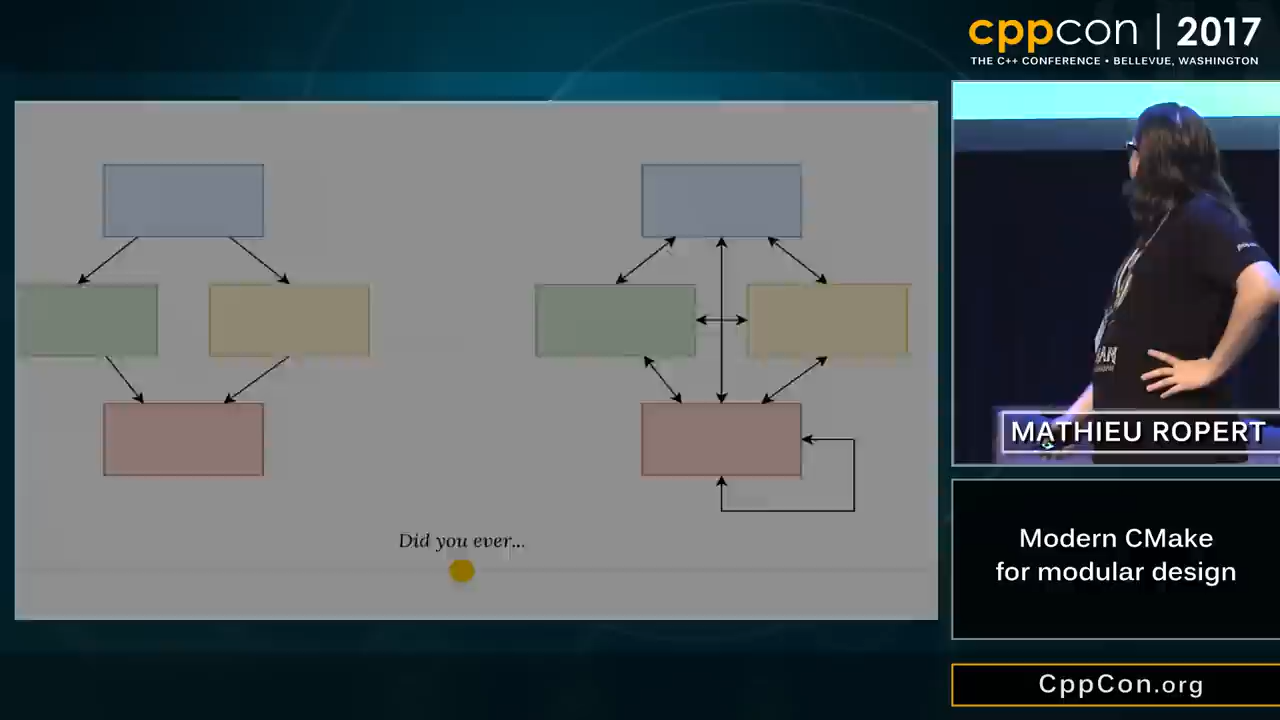 cppcon | 2017
THE C++ CONFERENCE • BELLEVUE, WASHINGTON
Did you ever...
MATHIEU ROPERT
Modern CMake
for modular design
CppCon.org